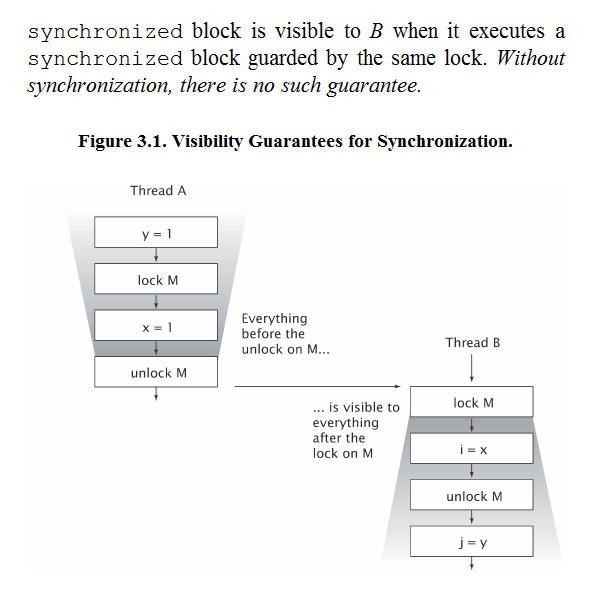 synchronized block is visible to B when it executes a
synchronized block guarded by the same lock. Without
synchronization, there is no such guarantee.
Figure 3.1. Visibility Guarantees for Synchronization.
Thread A
y = 1
lock M
x = 1
unlock M
Everything
before the
unlock on M...
... is visible to
everything
after the
lock on M
Thread B
lock M
i = x
unlock M
j = y